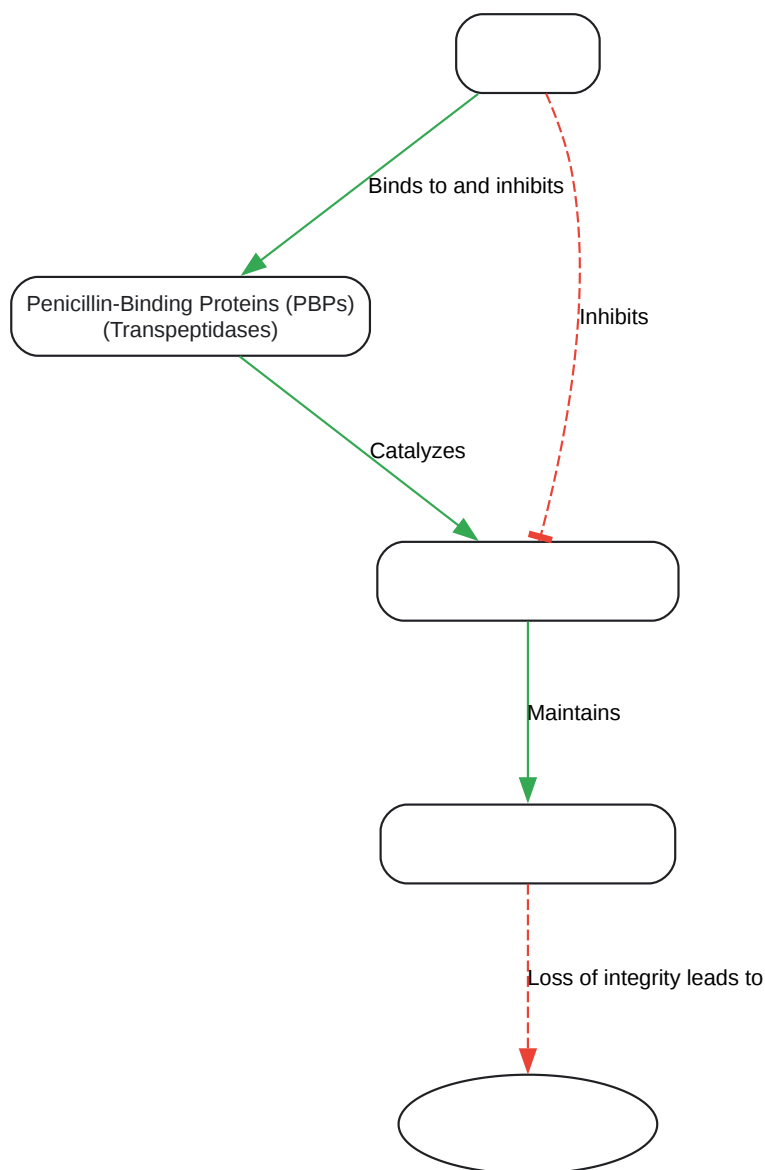 Binds to and inhibits
Penicillin-Binding Proteins (PBPs)
(Transpeptidases)
Inhibits
Catalyzes
Maintains
Loss of integrity leads to